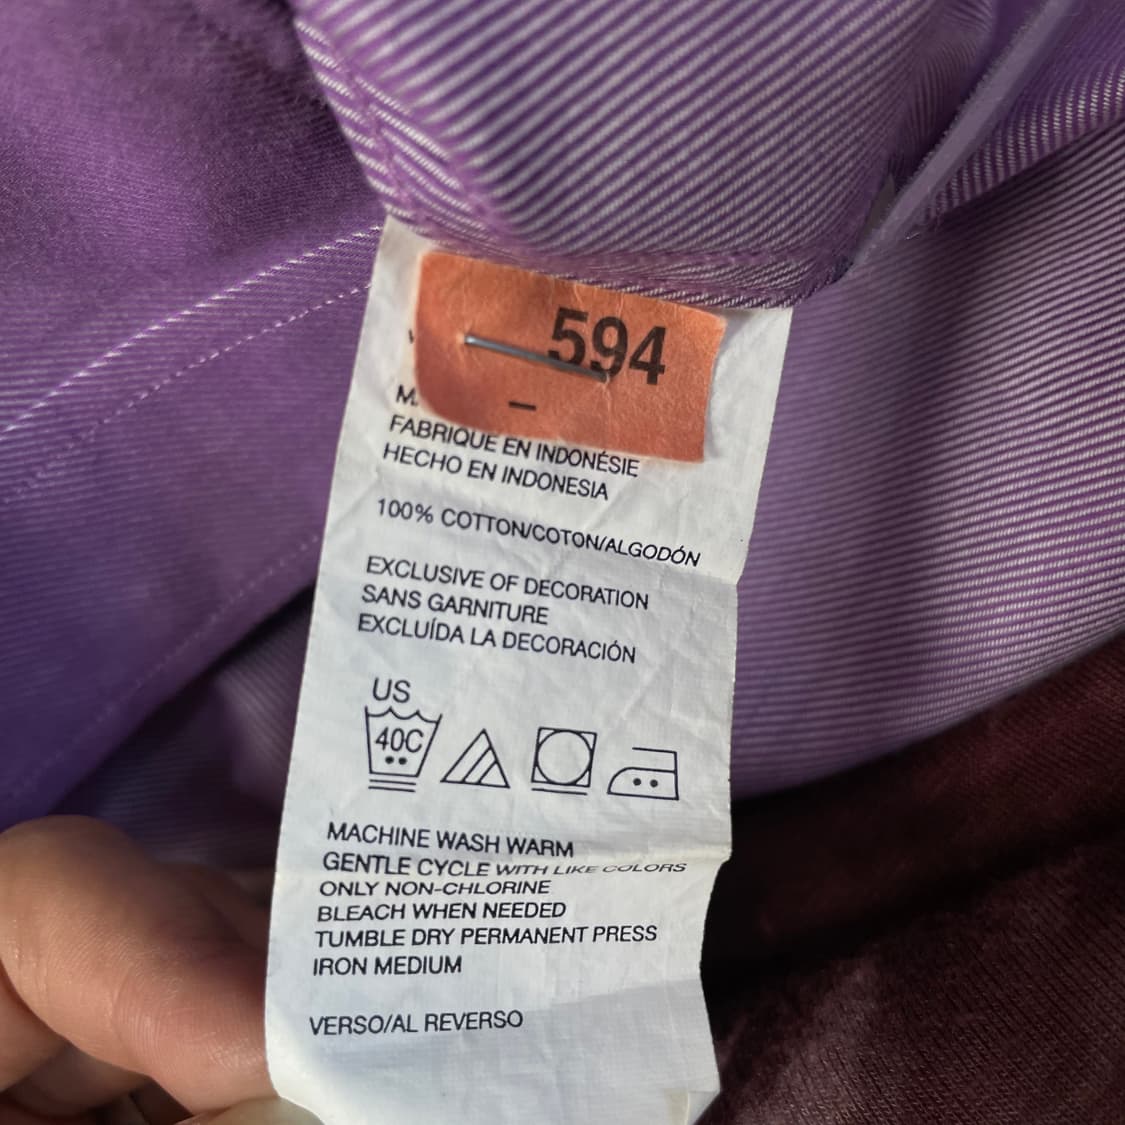 594
–
FABRIQUE EN INDONÉSIE
HECHO EN INDONESIA
100% COTTON/COTON/ALGODÓN
EXCLUSIVE OF DECORATION
SANS GARNITURE
EXCLUÍDA LA DECORACIÓN
US
40C
MACHINE WASH WARM
GENTLE CYCLE WITH LIKE COLORS
ONLY NON-CHLORINE
BLEACH WHEN NEEDED
TUMBLE DRY PERMANENT PRESS
IRON MEDIUM
VERSO/AL REVERSO